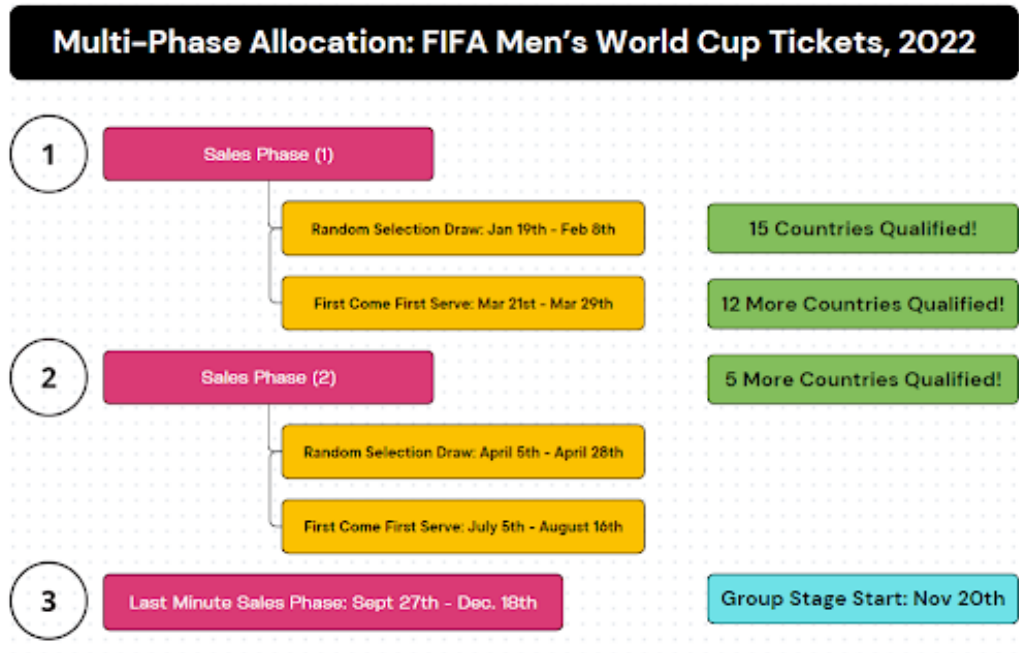 Multi-Phase Allocation: FIFA Men's World Cup Tickets, 2022
1
Sales Phase (1)
Random Selection Draw: Jan 19th - Feb 8th
15 Countries Qualified!
First Come First Serve: Mar 21st - Mar 29th
12 More Countries Qualified!
2
Sales Phase (2)
5 More Countries Qualified!
Random Selection Draw: April 5th - April 28th
First Come First Serve: July 5th - August 16th
3
Last Minute Sales Phase: Sept 27th - Dec. 18th
Group Stage Start: Nov 20th